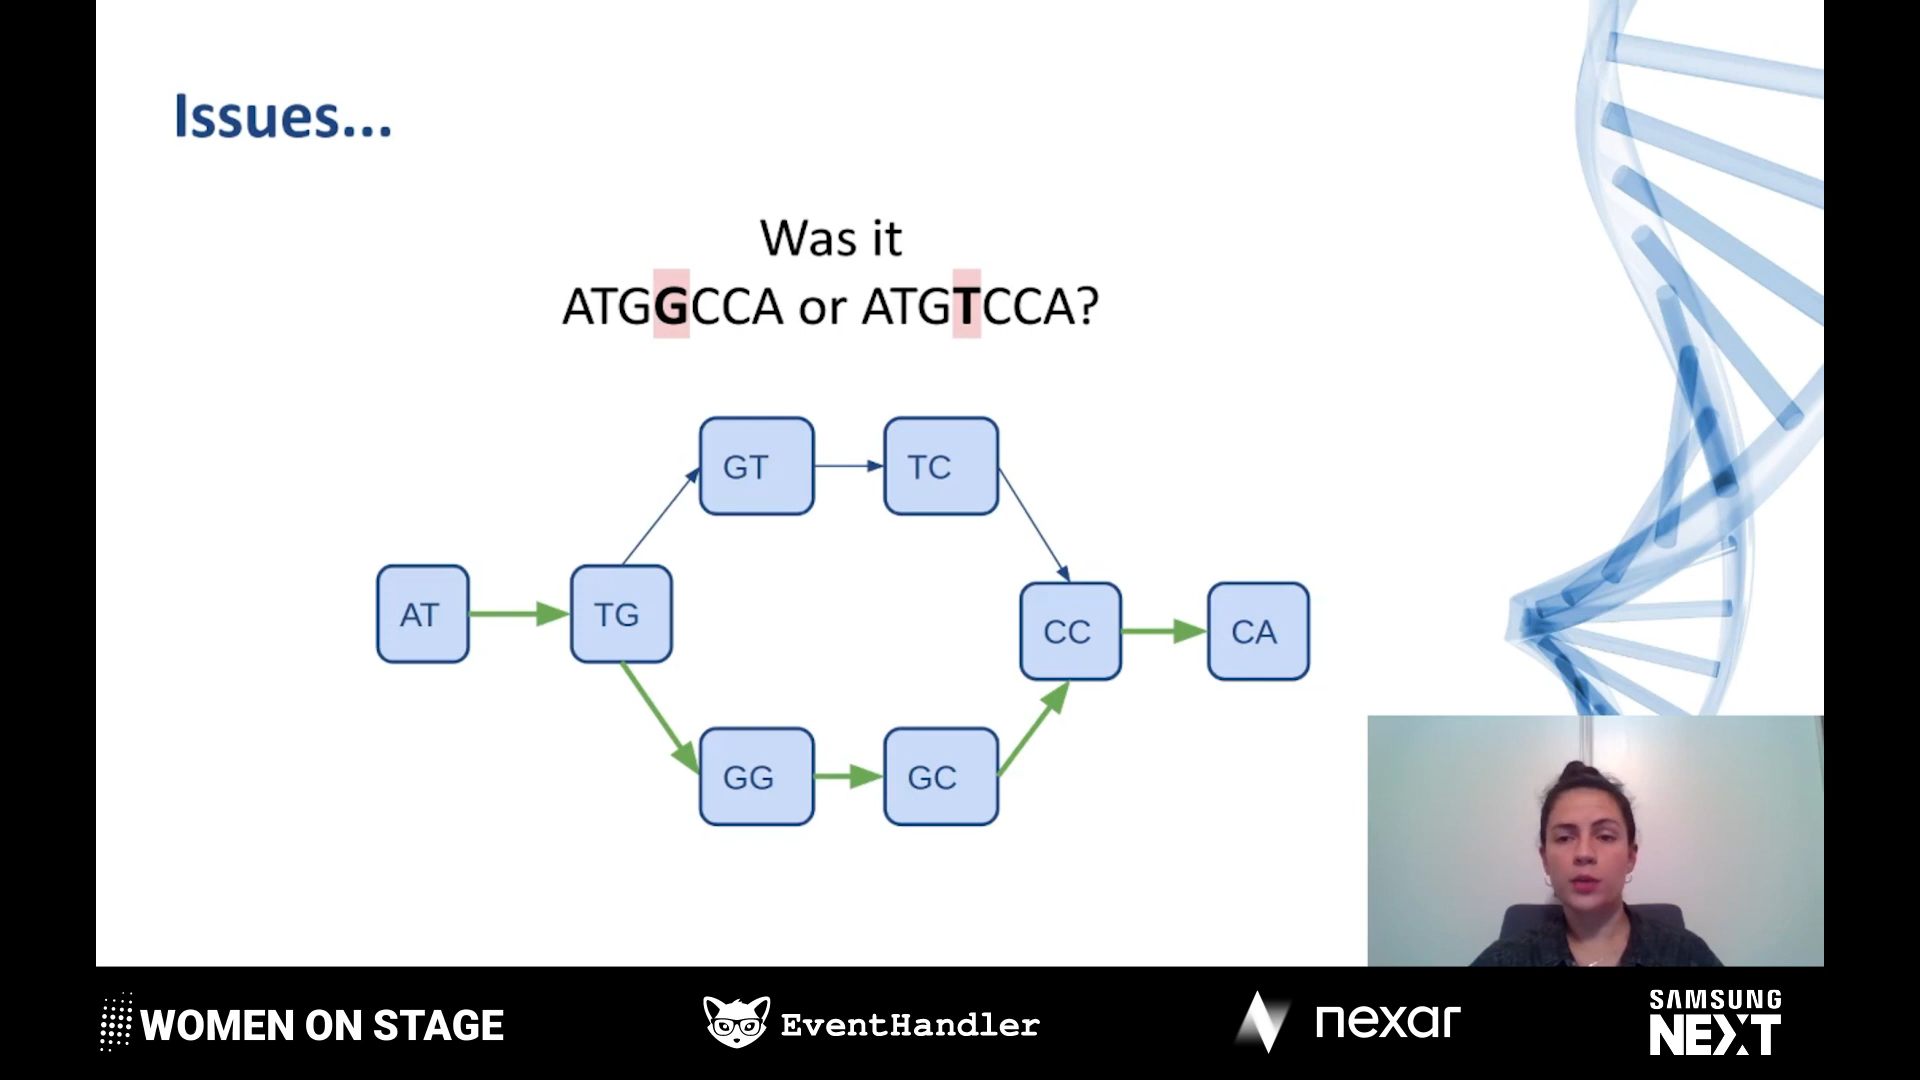 Issues...
Was it
ATGGCCA or ATGTCCA?
GT
TC
AT
TG
CC
CA
GG
GC
WOMEN ON STAGE
EventHandler
nexar
SAMSUNG
NEXT